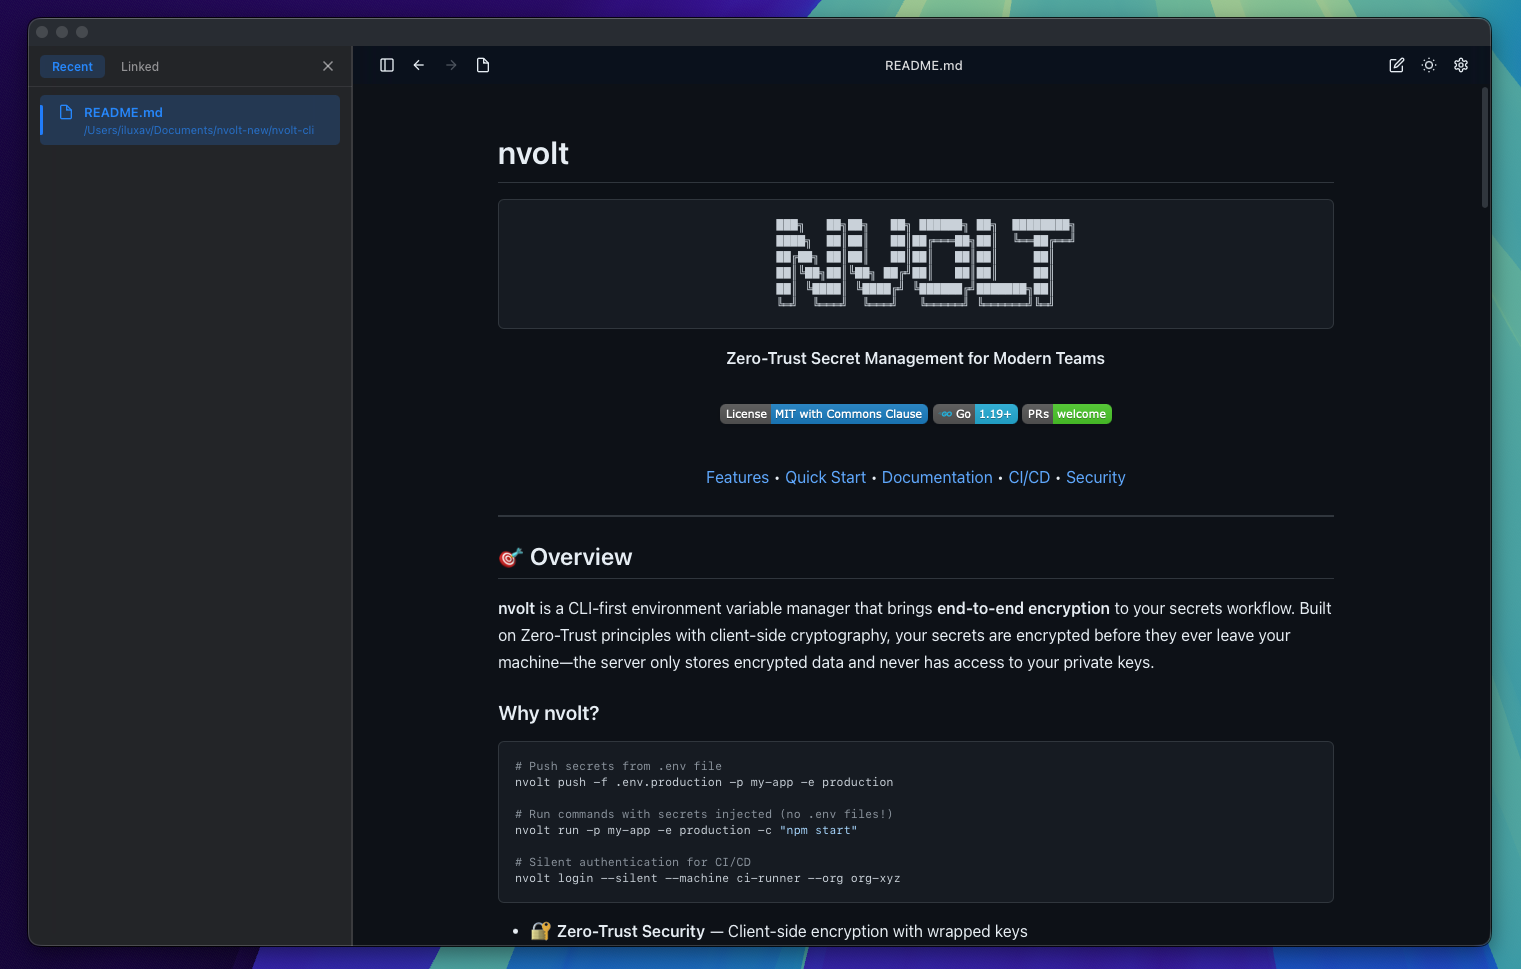 Recent Linked
README.md
README.md
/Users/iluxav/Documents/nvolt-new/nvolt-cli
nvolt
NVOLT
Zero-Trust Secret Management for Modern Teams
License MIT with Commons Clause GO Go 1.19+ PRs welcome
Features • Quick Start • Documentation • CI/CD • Security
🎯 Overview
nvolt is a CLI-first environment variable manager that brings end-to-end encryption to your secrets workflow. Built
on Zero-Trust principles with client-side cryptography, your secrets are encrypted before they ever leave your
machine—the server only stores encrypted data and never has access to your private keys.
Why nvolt?
# Push secrets from .env file
nvolt push -f .env.production -p my-app -e production
# Run commands with secrets injected (no .env files!)
nvolt run -p my-app -e production -c "npm start"
# Silent authentication for CI/CD
nvolt login --silent --machine ci-runner --org org-xyz
• 🔐 Zero-Trust Security — Client-side encryption with wrapped keys